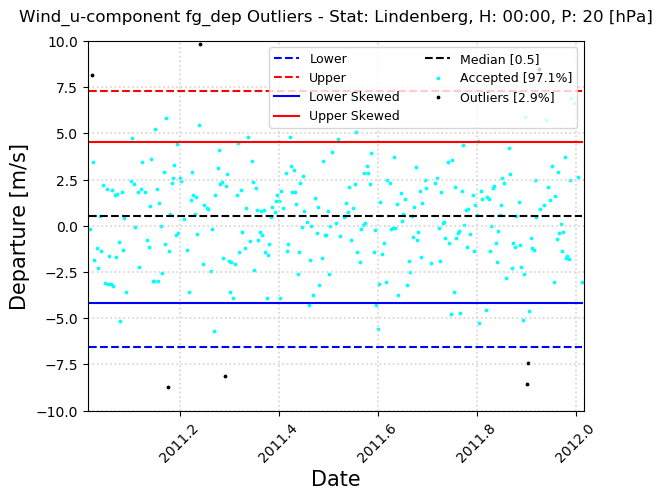 Wind_u-component fg_dep Outliers - Stat: Lindenberg, H: 00:00, P: 20 [hPa]
Lower
Upper
Lower Skewed
Upper Skewed
Median [0.5]
Accepted [97.1%]
Outliers [2.9%]
10.0
7.5
5.0
2.5
0.0
−2.5
−5.0
−7.5
−10.0
Departure [m/s]
2011.2
2011.4
2011.6
2011.8
2012.0
Date